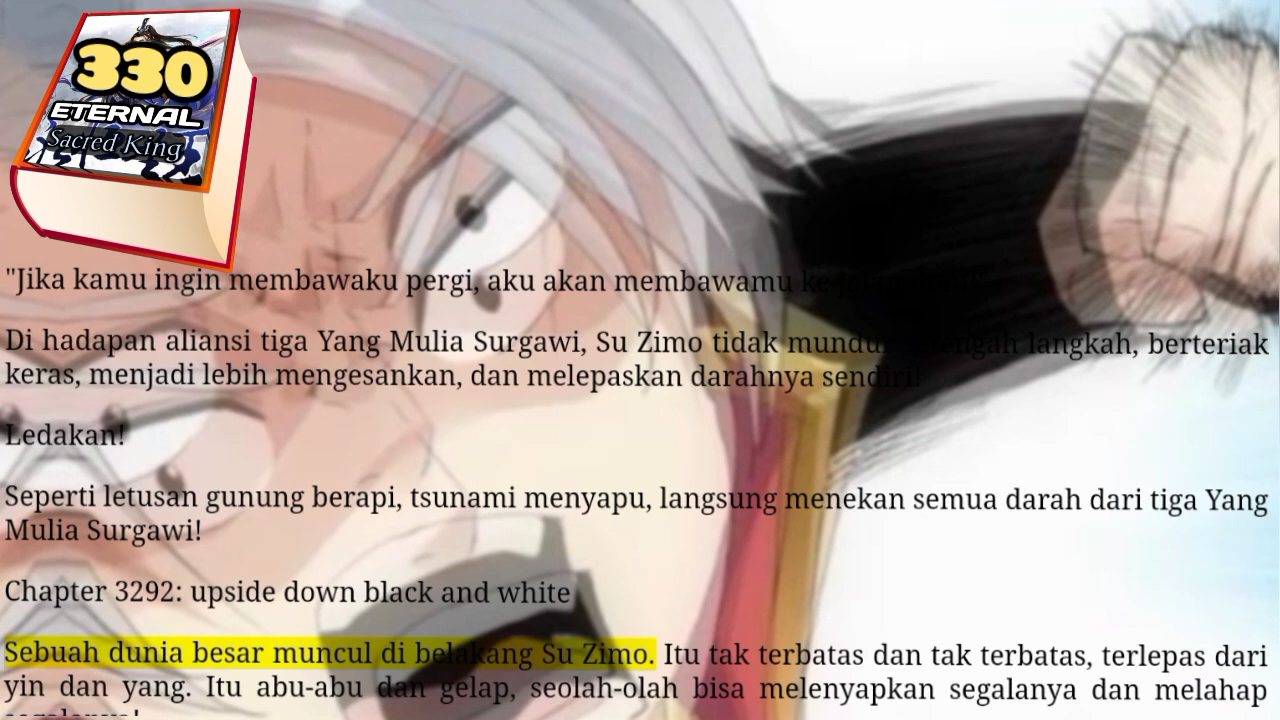 330
ETERNAL
Sacred King
"Jika kamu ingin membawaku pergi, aku akan membawamu ke
Di hadapan aliansi tiga Yang Mulia Surgawi, Su Zimo tidak mundur setengah langkah, berteriak
keras, menjadi lebih mengesankan, dan melepaskan darahnya sendiri!
Ledakan!
Seperti letusan gunung berapi, tsunami menyapu, langsung menekan semua darah dari tiga Yang
Mulia Surgawi!
Chapter 3292: upside down black and white
Sebuah dunia besar muncul di belakang Su Zimo. Itu tak terbatas dan tak terbatas, terlepas dari
yin dan yang. Itu abu-abu dan gelap, seolah-olah bisa melenyapkan segalanya dan melahap
segalanya!